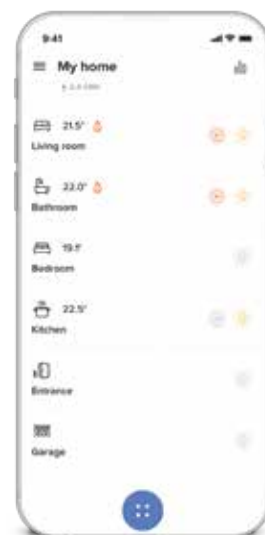 9:41
My home
21.5°
Living room
22.0°
Bathroom
19.1°
Bedroom
22.5°
Kitchen
Entrance
Garage